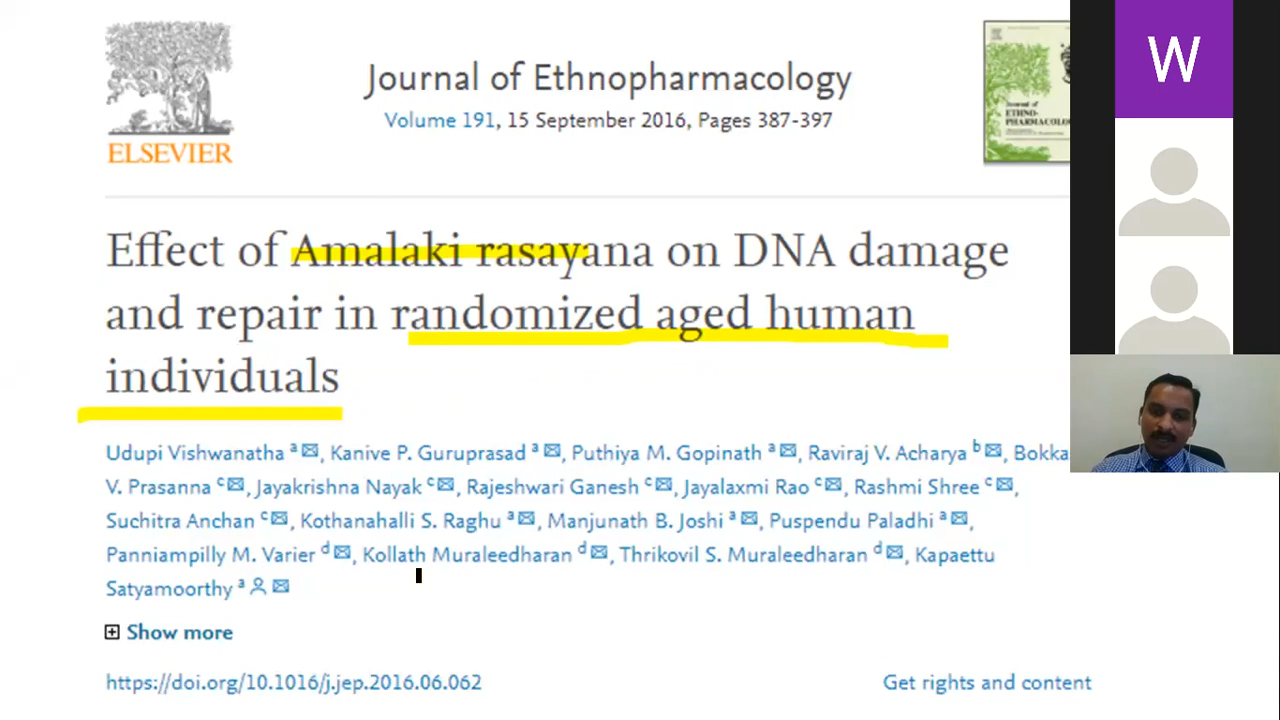 Journal of Ethnopharmacology
Volume 191, 15 September 2016, Pages 387-397
ELSEVIER
Journal of
ETHNO-
Effect of Amalaki rasayana on DNA damage
and repair in randomized aged human
individuals
Udupi Vishwanatha a, Kanive P. Guruprasad a, Puthiya M. Gopinath a, Raviraj V. Acharya b, Bokka
V. Prasanna c, Jayakrishna Nayak c, Rajeshwari Ganesh c, Jayalaxmi Rao c, Rashmi Shree c,
Suchitra Anchan c, Kothanahalli S. Raghu a, Manjunath B. Joshi a, Puspendu Paladhi a,
Panniampilly M. Varier d, Kollath Muraleedharan d, Thrikovil S. Muraleedharan d, Kapaettu
Satyamoorthy a
Show more
https://doi.org/10.1016/j.jep.2016.06.062
Get rights and content
W